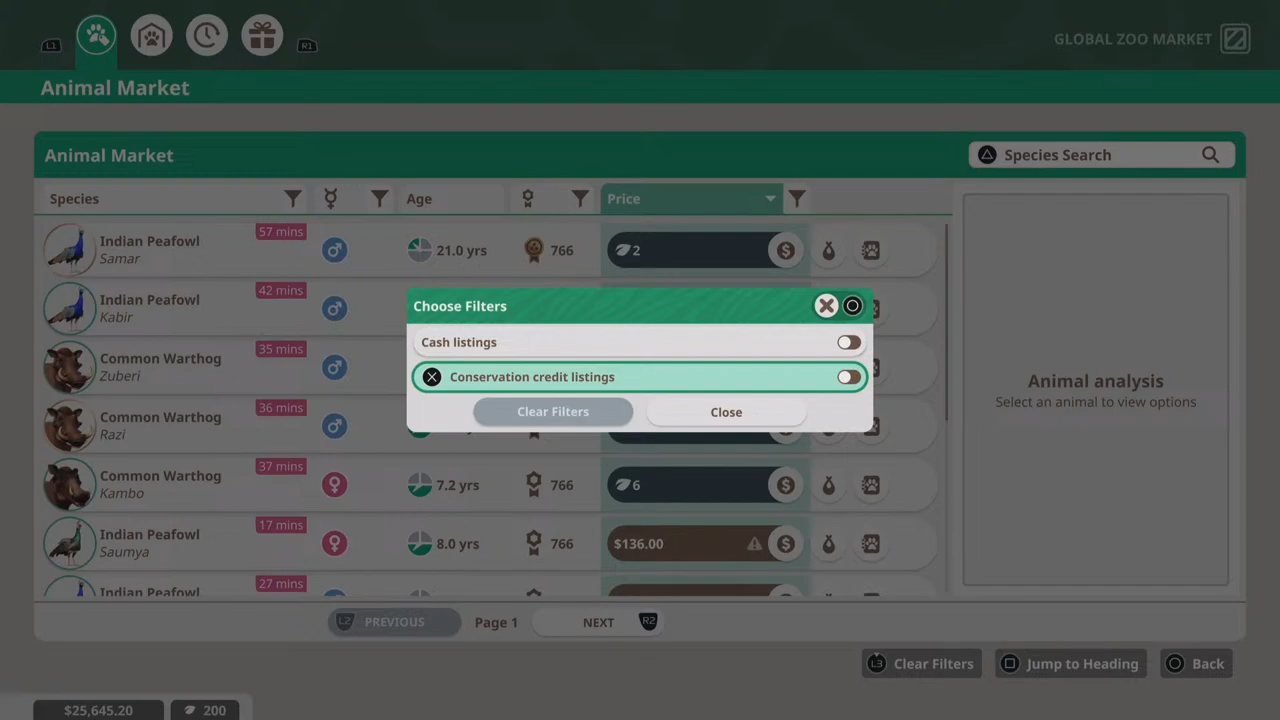 L1
R1
GLOBAL ZOO MARKET
Animal Market
Animal Market
Species Search
Species
Age
Price
Indian Peafowl
Samar
57 mins
21.0 yrs
766
2
Indian Peafowl
Kabir
42 mins
Choose Filters
Cash listings
Conservation credit listings
Clear Filters
Close
Common Warthog
Zuberi
35 mins
Common Warthog
Razi
36 mins
Common Warthog
Kambo
37 mins
7.2 yrs
766
6
Indian Peafowl
Saumya
17 mins
8.0 yrs
766
$136.00
Indian Peafowl
27 mins
Animal analysis
Select an animal to view options
L2
PREVIOUS
Page 1
NEXT
R2
L3
Clear Filters
Jump to Heading
Back
$25,645.20
200